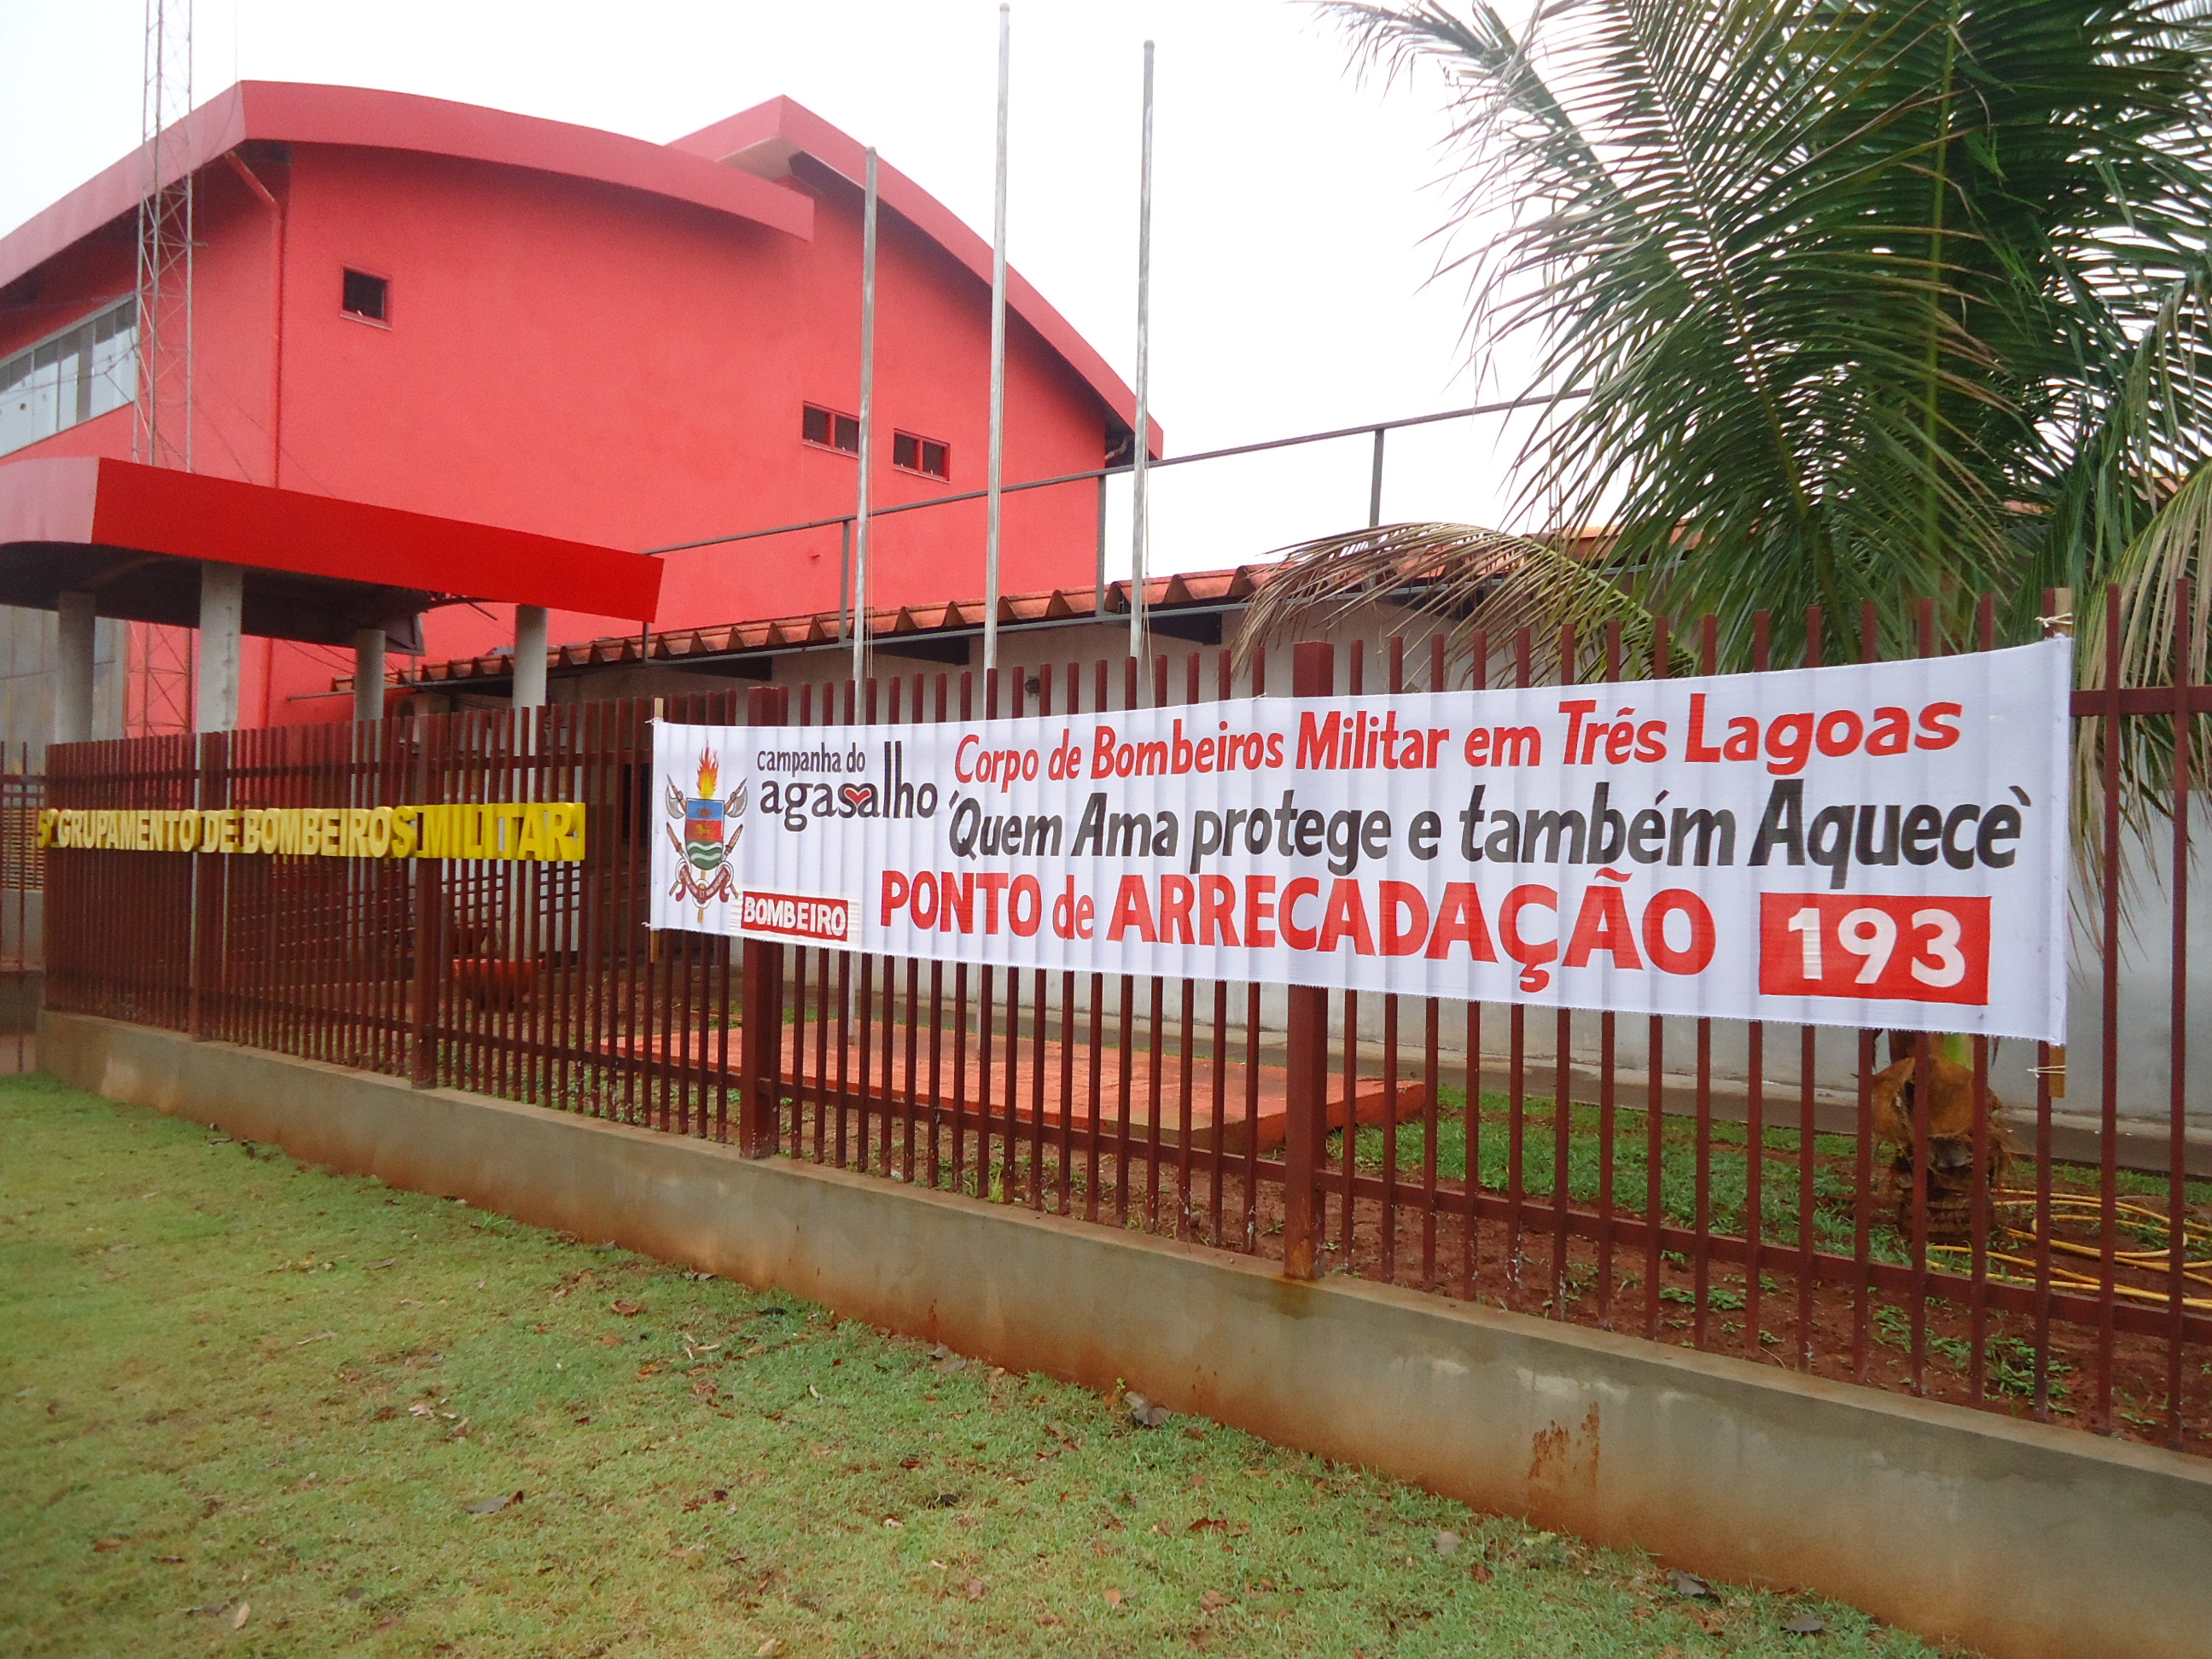 5º GRUPAMENTO DE BOMBEIROS MILITAR
campanha do
agasalho
BOMBEIRO
Corpo de Bombeiros Militar em Três Lagoas
'Quem Ama protege e também Aquece'
PONTO de ARRECADAÇÃO 193